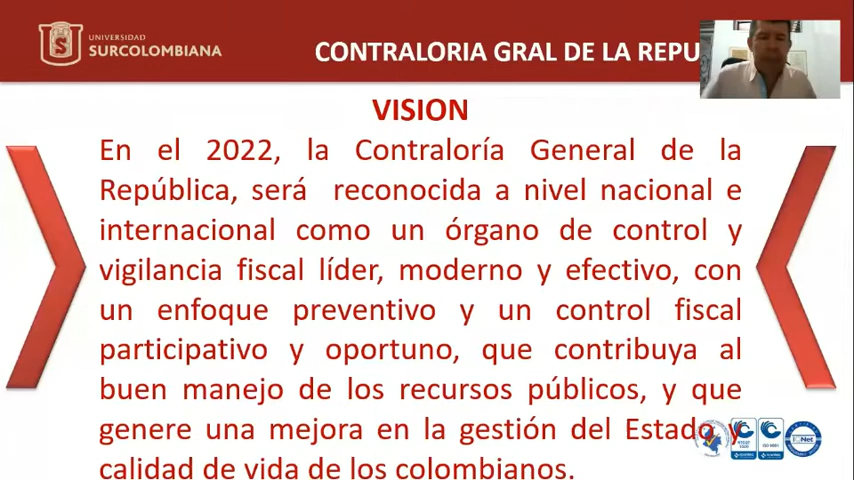 UNIVERSIDAD
SURCOLOMBIANA
CONTRALORIA GRAL DE LA REPU
VISION
En el 2022, la Contraloría General de la
República, será reconocida a nivel nacional e
internacional como un órgano de control y
vigilancia fiscal líder, moderno y efectivo, con
un enfoque preventivo y un control fiscal
participativo y oportuno, que contribuya al
buen manejo de los recursos públicos, y que
genere una mejora en la gestión del Estado y
calidad de vida de los colombianos.
IQNet